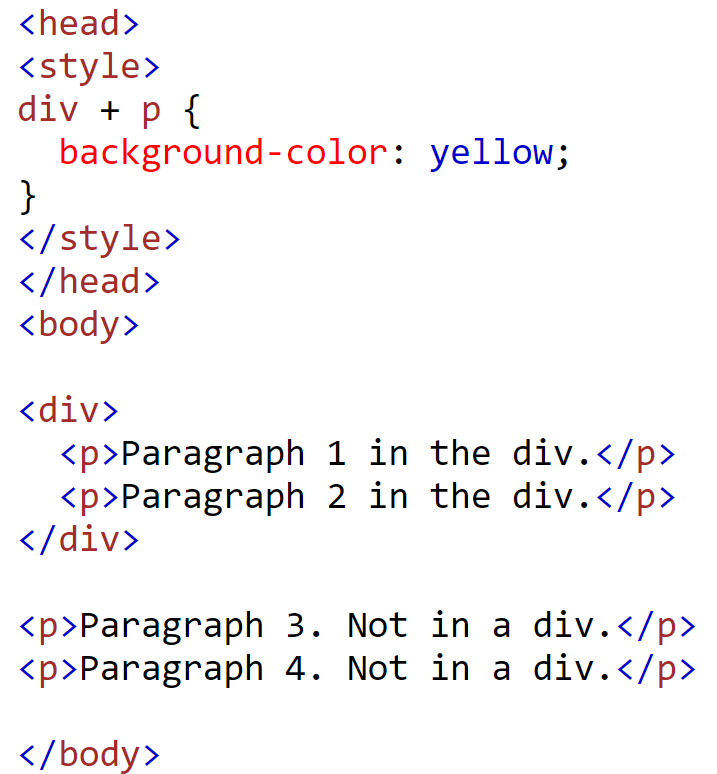 <head>
<style>
div + p {
  background-color: yellow;
}
</style>
</head>
<body>

<div>
  <p>Paragraph 1 in the div.</p>
  <p>Paragraph 2 in the div.</p>
</div>

<p>Paragraph 3. Not in a div.</p>
<p>Paragraph 4. Not in a div.</p>

</body>